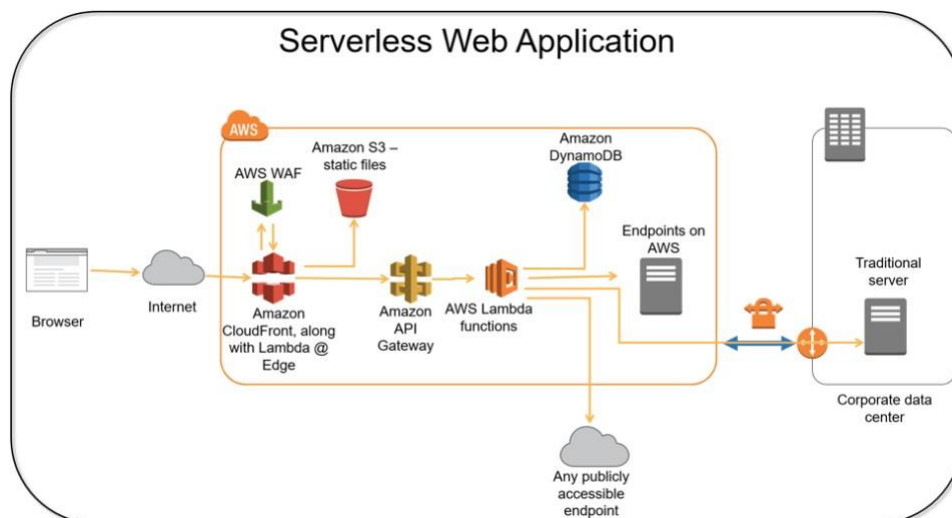 Serverless Web Application
AWS
Amazon S3 –
static files
AWS WAF
Amazon
DynamoDB
Endpoints on
AWS
Traditional
server
Browser
Internet
Amazon
CloudFront, along
with Lambda @
Edge
Amazon
API
Gateway
AWS Lambda
functions
Corporate data
center
Any publicly
accessible
endpoint